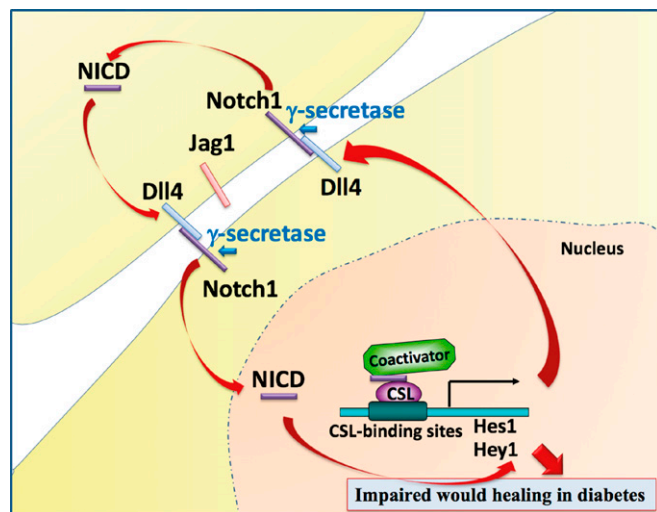 NICD
Notch1
γ-secretase
Jag1
Dll4
Dll4
γ-secretase
Notch1
Nucleus
Coactivator
NICD
CSL
CSL-binding sites
Hes1
Hey1
Impaired would healing in diabetes